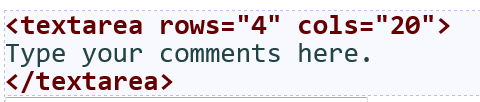 <textarea rows="4" cols="20">
Type your comments here.
</textarea>